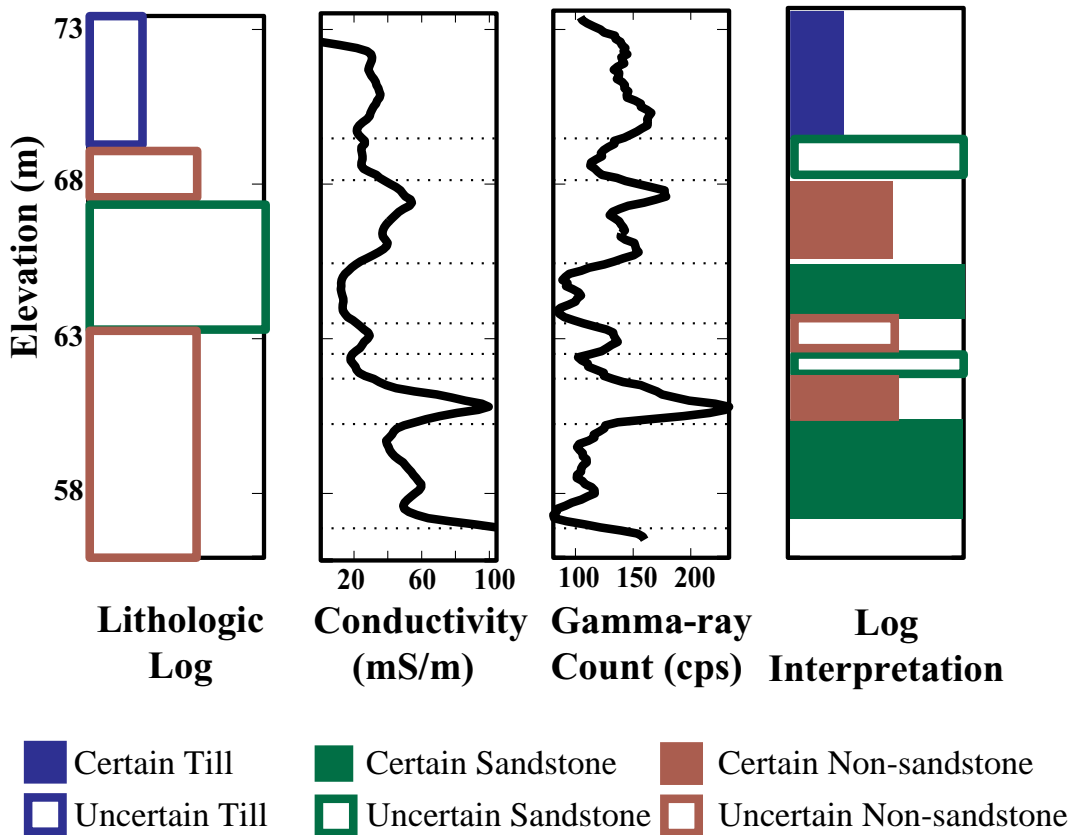 73
68
63
58
Elevation (m)
20 60 100
100 150 200
Lithologic
Log
Conductivity
(mS/m)
Gamma-ray
Count (cps)
Log
Interpretation
Certain Till
Certain Sandstone
Certain Non-sandstone
Uncertain Till
Uncertain Sandstone
Uncertain Non-sandstone